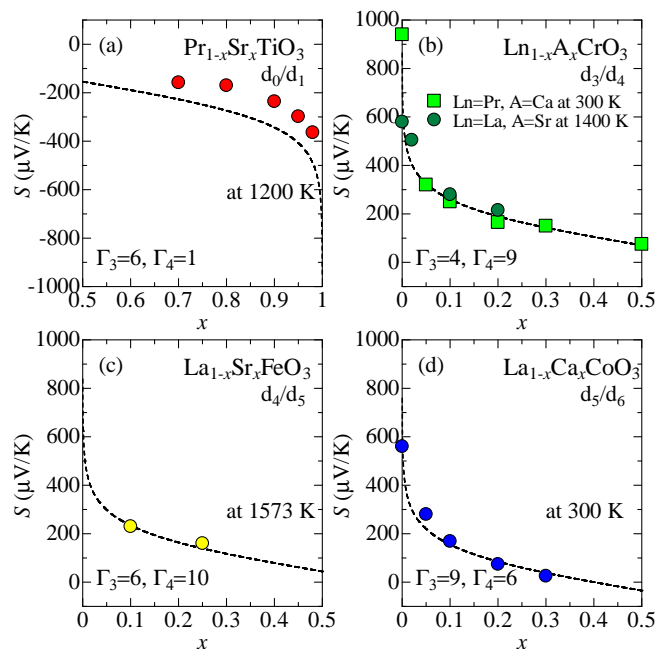 (a) Pr₁₋ₓSrₓTiO₃
d₀/d₁
at 1200 K
Γ₃=6, Γ₄=1
S (μV/K)
0
-200
-400
-600
-800
-1000
0.5 0.6 0.7 0.8 0.9 1
x
(b) Ln₁₋ₓAₓCrO₃
d₃/d₄
Ln=Pr, A=Ca at 300 K
Ln=La, A=Sr at 1400 K
Γ₃=4, Γ₄=9
S (μV/K)
1000
800
600
400
200
0
0 0.1 0.2 0.3 0.4 0.5
x
(c) La₁₋ₓSrₓFeO₃
d₄/d₅
at 1573 K
Γ₃=6, Γ₄=10
S (μV/K)
1000
800
600
400
200
0
0 0.1 0.2 0.3 0.4 0.5
x
(d) La₁₋ₓCaₓCoO₃
d₅/d₆
at 300 K
Γ₃=9, Γ₄=6
S (μV/K)
1000
800
600
400
200
0
0 0.1 0.2 0.3 0.4 0.5
x